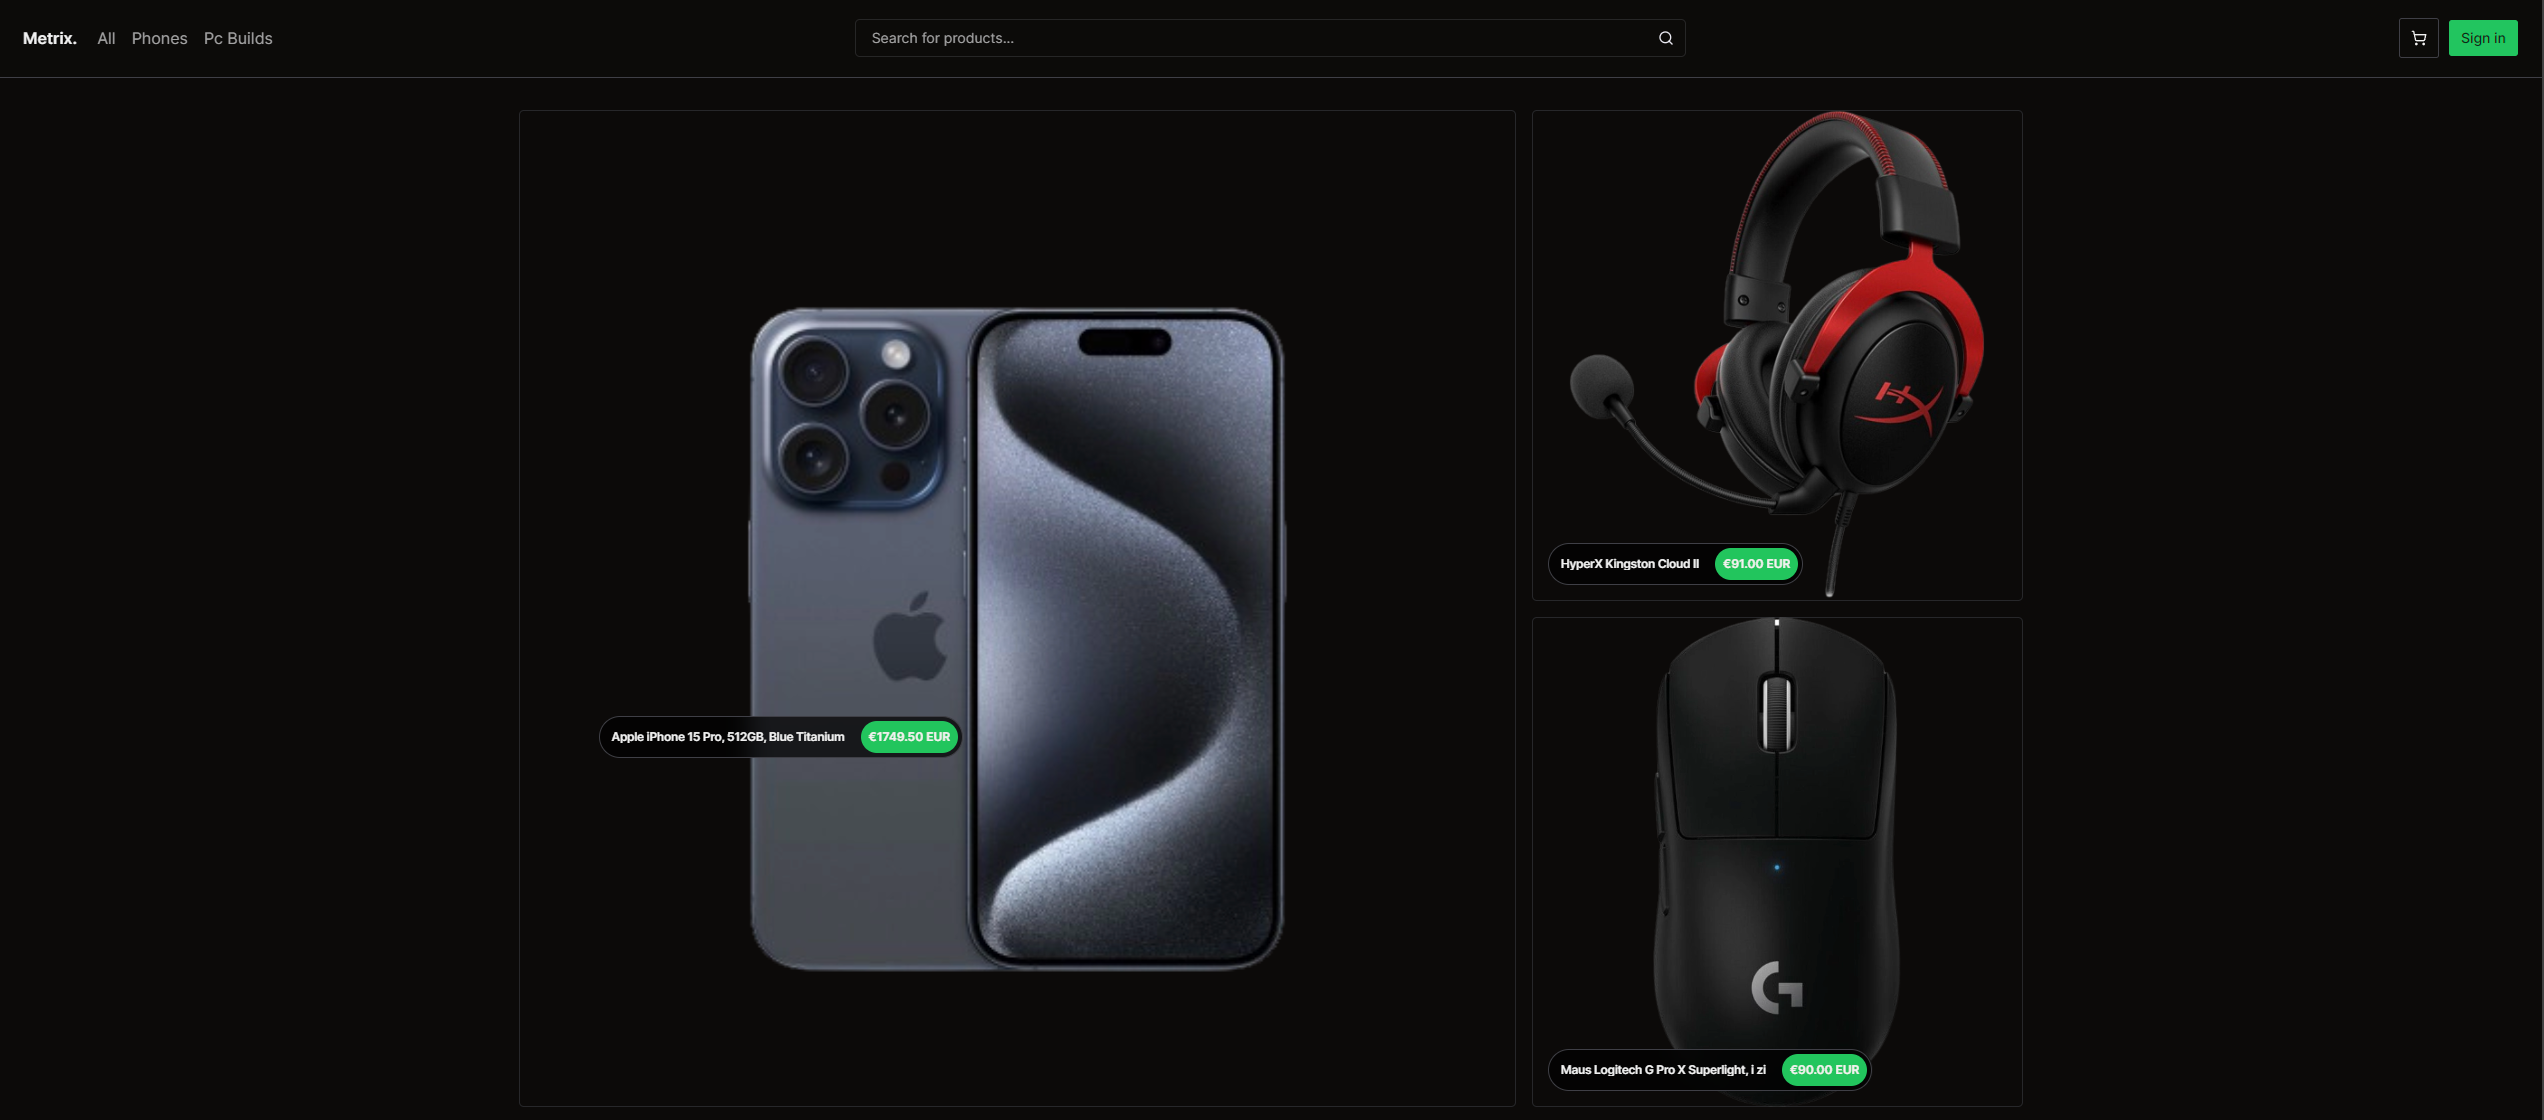 Metrix. All Phones Pc Builds Search for products... Sign in
HX
HyperX Kingston Cloud II €91.00 EUR
Apple iPhone 15 Pro, 512GB, Blue Titanium €1749.50 EUR
G
Maus Logitech G Pro X Superlight, i zi €90.00 EUR